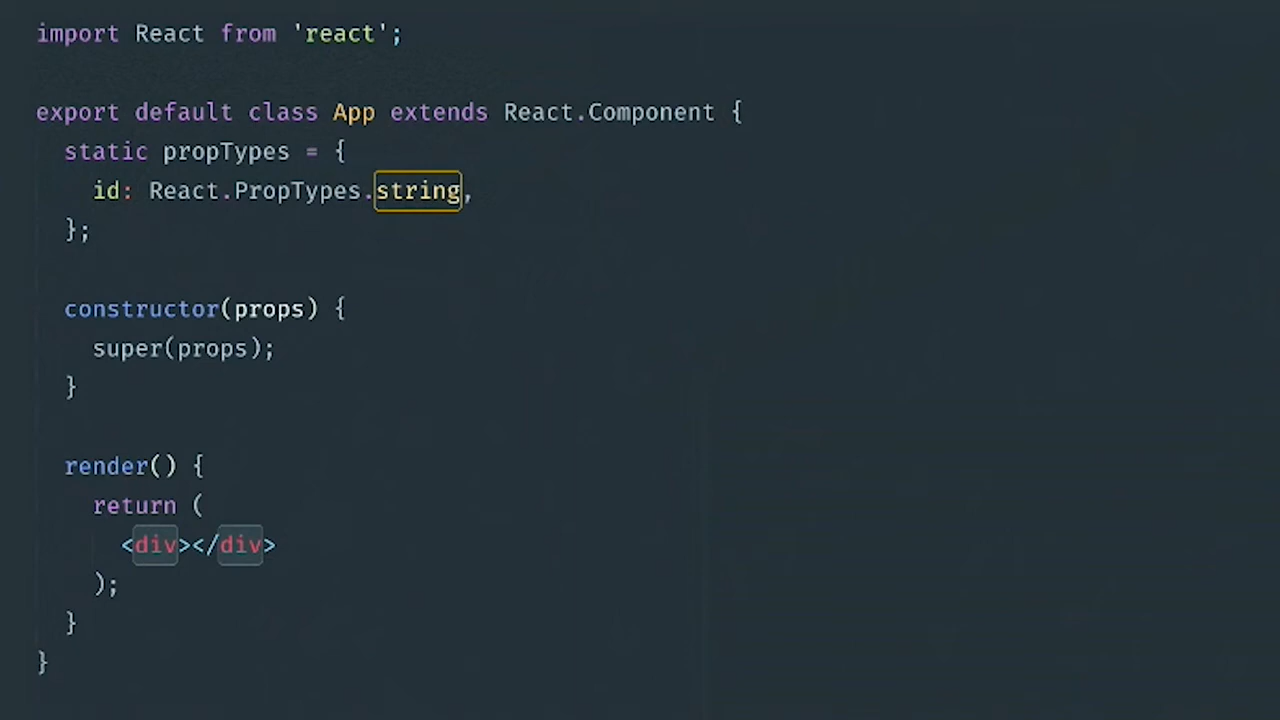 import React from 'react';
export default class App extends React.Component {
static propTypes = {
id: React.PropTypes.string,
};
constructor(props) {
super(props);
}
render() {
return (
<div></div>
);
}
}